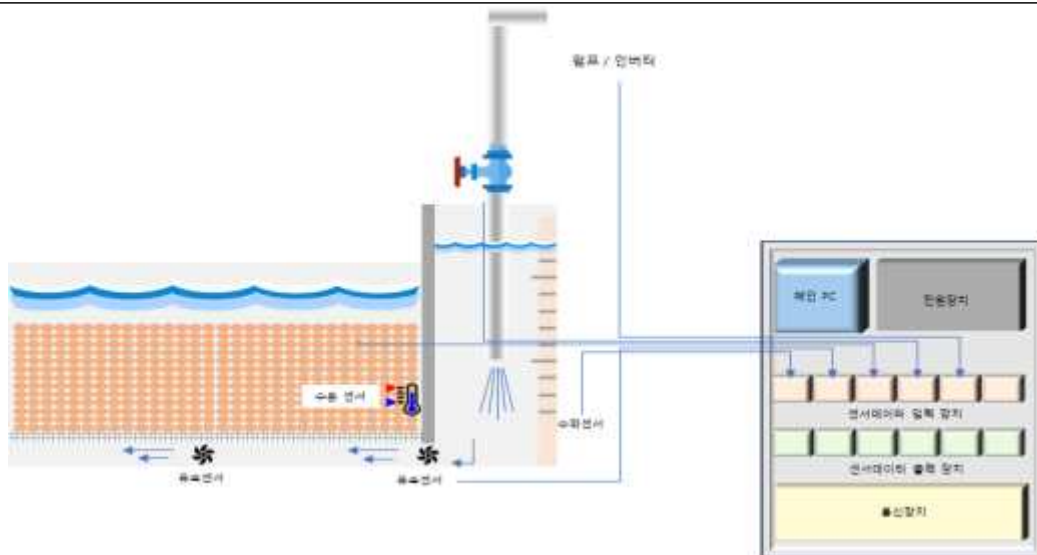 펌프 / 인버터
메인 PC
전원장치
수온 센서
수위센서
센서데이터 입력 장치
유속센서
유속센서
센서데이터 출력 장치
통신장치